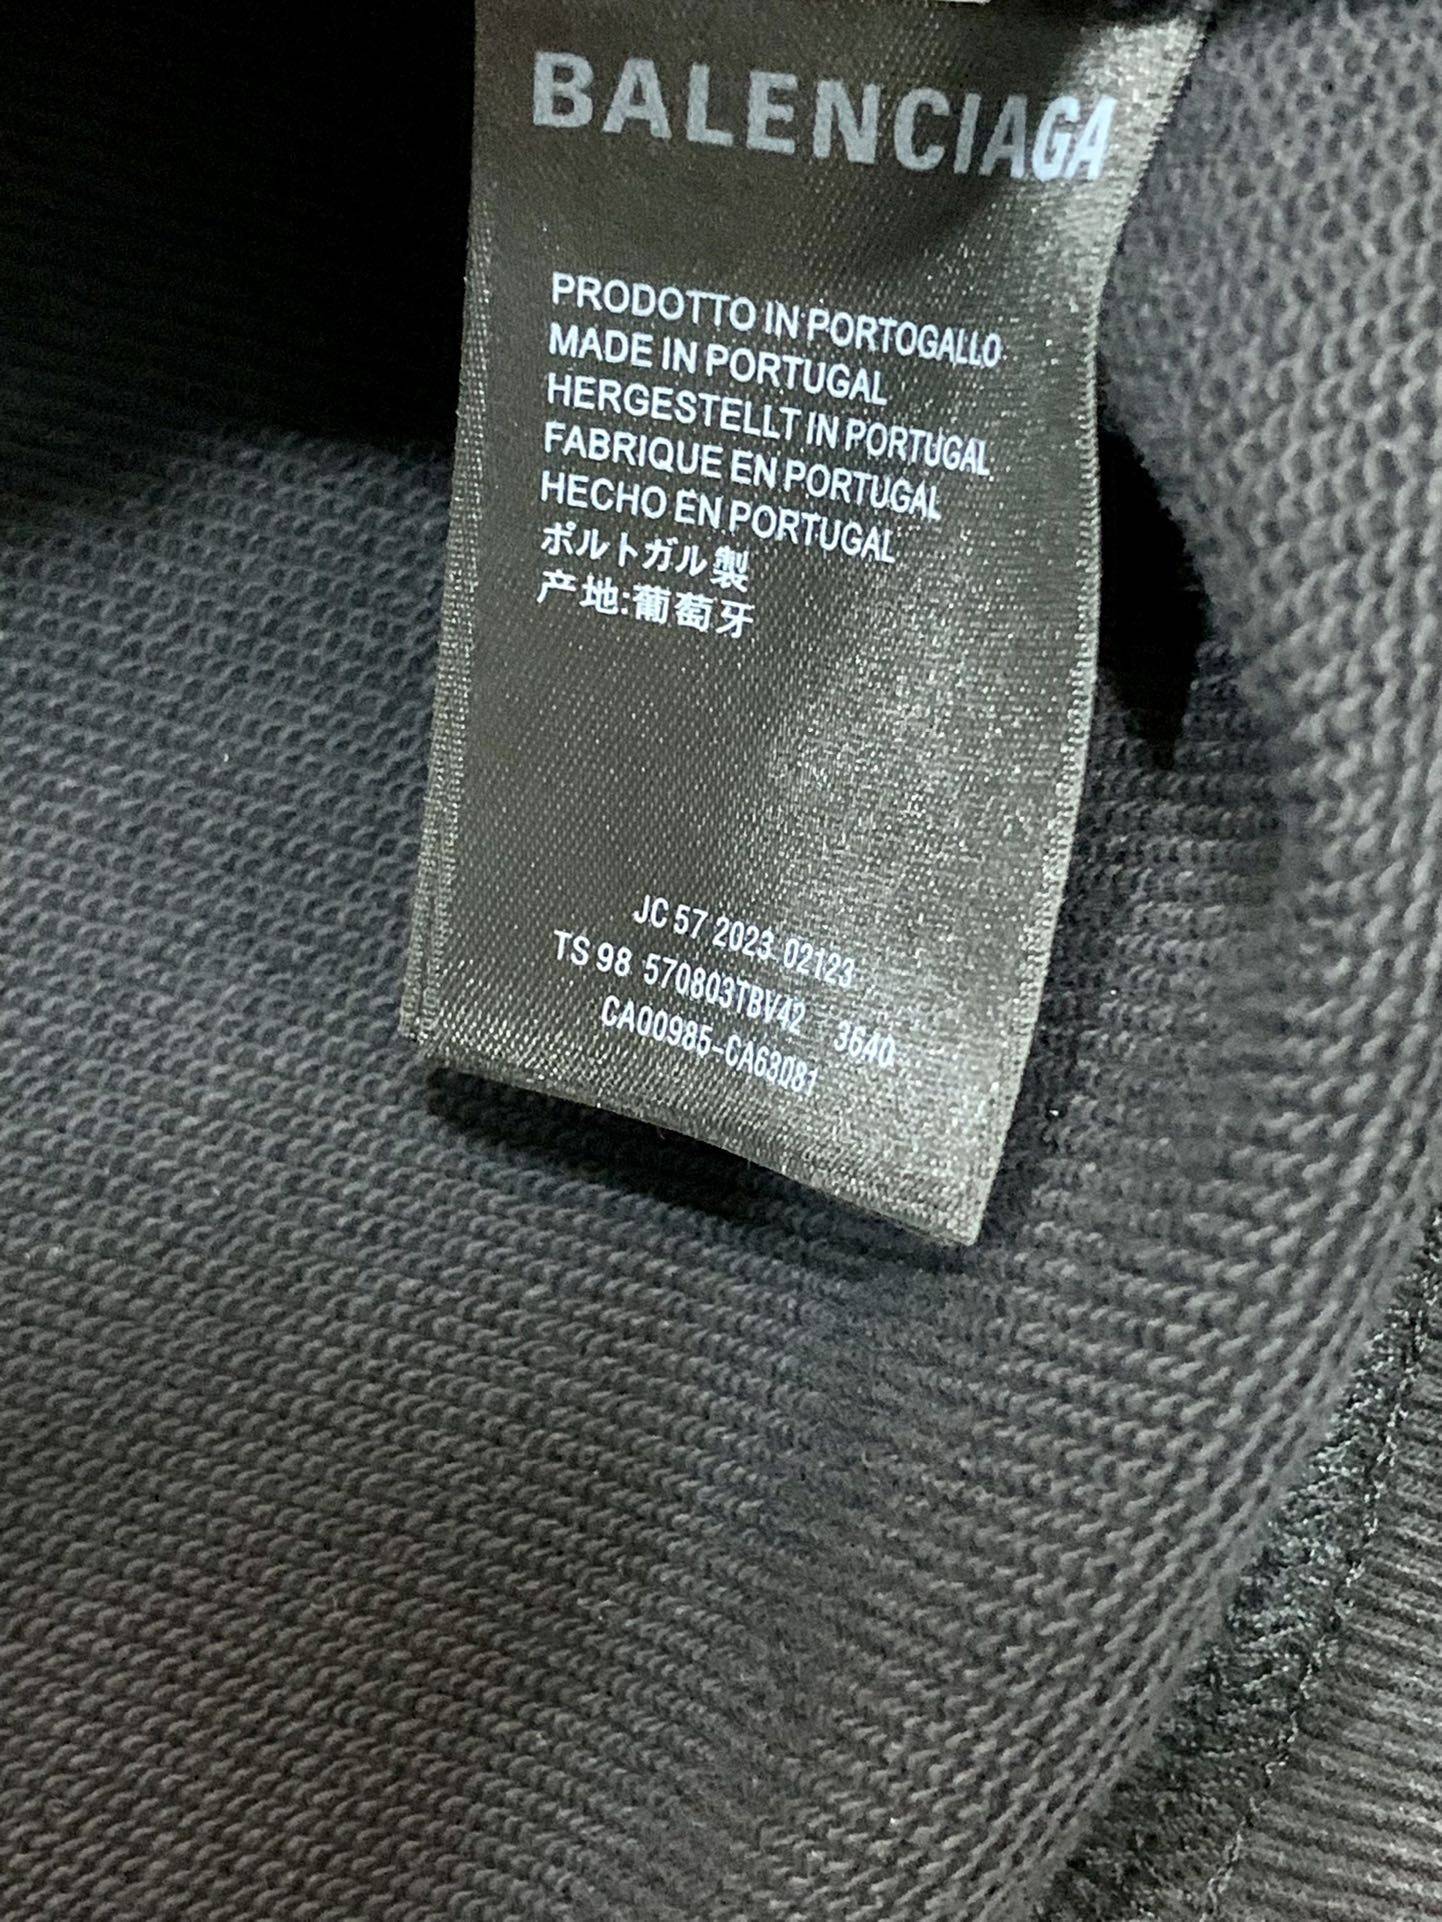 BALENCIAGA
PRODOTTO IN PORTOGALLO
MADE IN PORTUGAL
HERGESTELLT IN PORTUGAL
FABRIQUE EN PORTUGAL
HECHO EN PORTUGAL
ポルトガル製
产地:葡萄牙
JC 57 2023 02123
TS 98 570803TBV42 3640
CA00985-CA63081